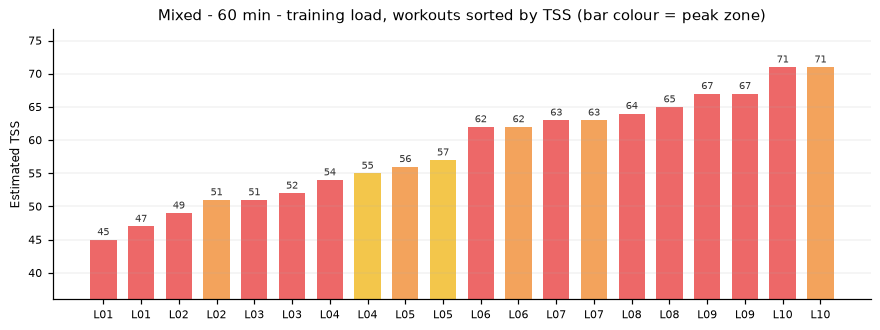 Mixed - 60 min - training load, workouts sorted by TSS (bar colour = peak zone)
Estimated TSS
75
70
65
60
55
50
45
40
45 47 49 51 51 52 54 55 56 57 62 62 63 63 64 65 67 67 71 71
L01 L01 L02 L02 L03 L03 L04 L04 L05 L05 L06 L06 L07 L07 L08 L08 L09 L09 L10 L10